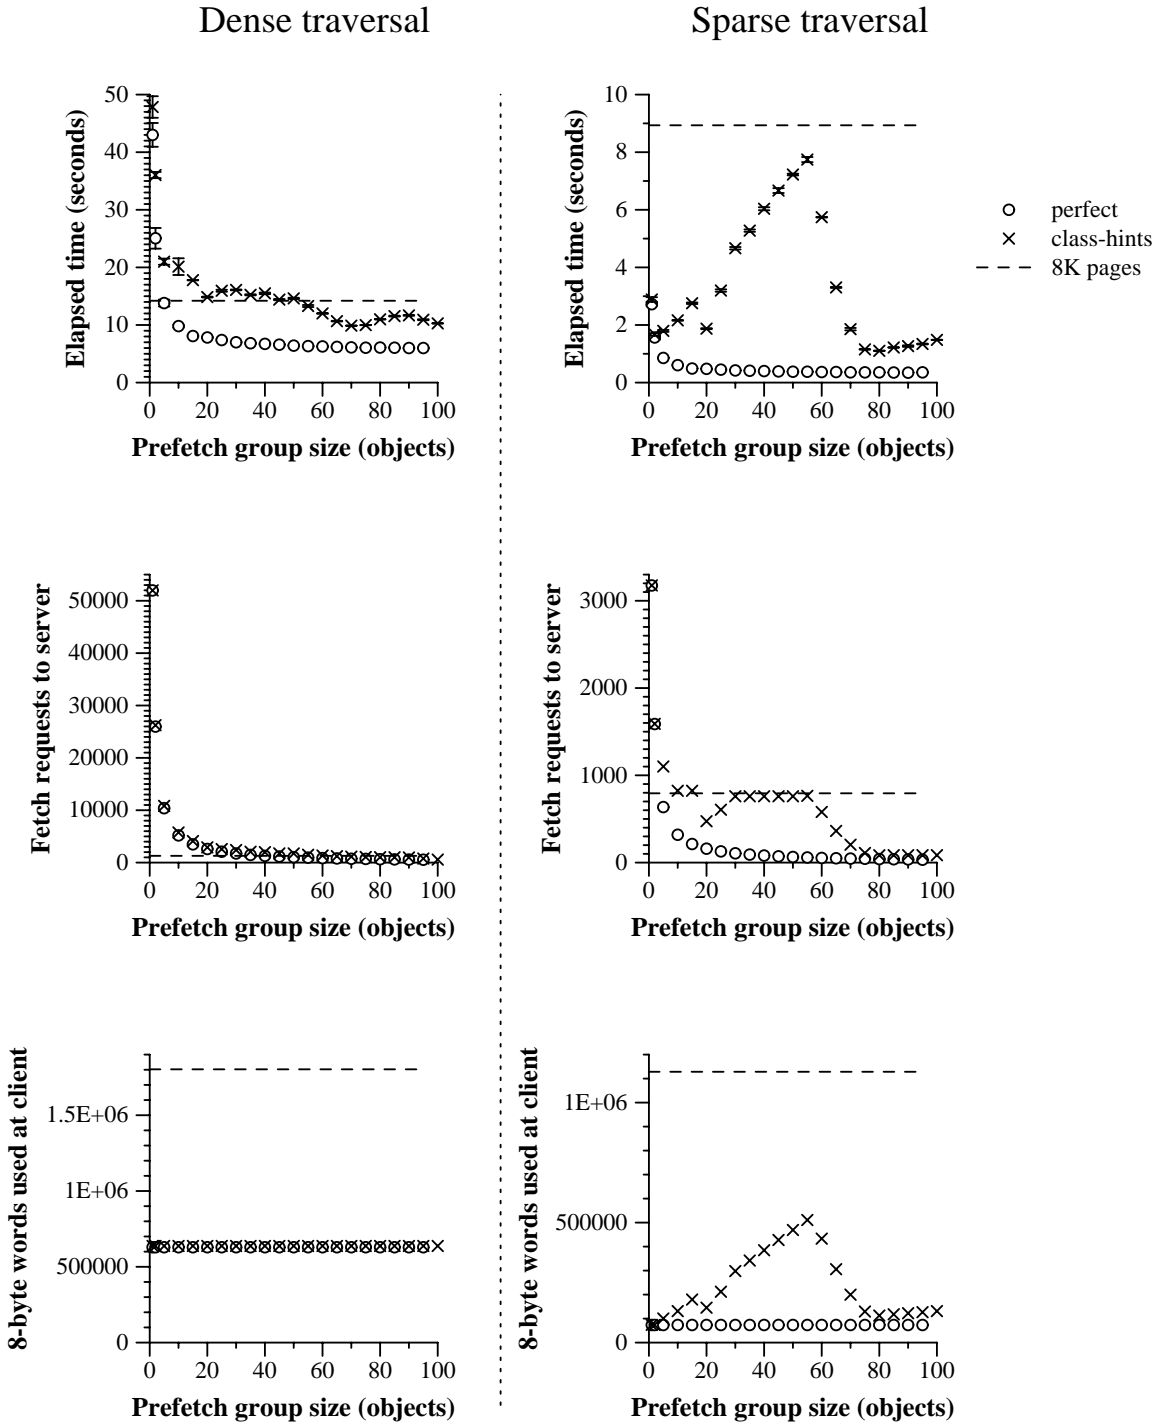 Dense traversal
Sparse traversal
Elapsed time (seconds)
50
40
30
20
10
0
0 20 40 60 80 100
Prefetch group size (objects)
Elapsed time (seconds)
10
8
6
4
2
0
0 20 40 60 80 100
Prefetch group size (objects)
perfect
class-hints
8K pages
Fetch requests to server
50000
40000
30000
20000
10000
0
0 20 40 60 80 100
Prefetch group size (objects)
Fetch requests to server
3000
2000
1000
0
0 20 40 60 80 100
Prefetch group size (objects)
8-byte words used at client
1.5E+06
1E+06
500000
0
0 20 40 60 80 100
Prefetch group size (objects)
8-byte words used at client
1E+06
500000
0
0 20 40 60 80 100
Prefetch group size (objects)